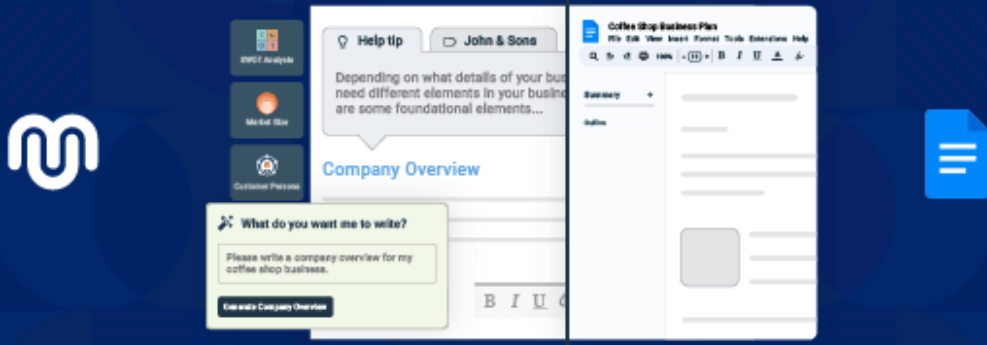 SWOT Analysis
Market Size
Customer Persona
Help tip
John & Sons
Depending on what details of your bus
need different elements in your busine
are some foundational elements...
Company Overview
What do you want me to write?
Please write a company overview for my
coffee shop business.
Generate Company Overview
B I U
Coffee Shop Business Plan
File Edit View Insert Format Tools Extensions Help
100%
B I U A
Summary +
Outline